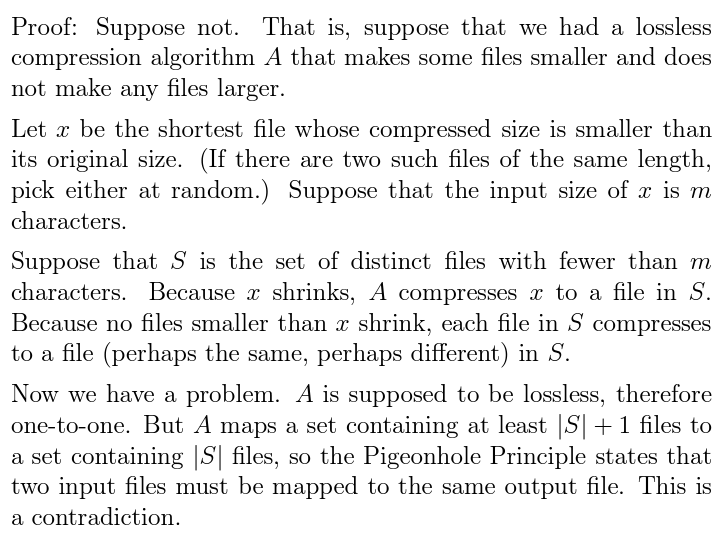 Proof: Suppose not. That is, suppose that we had a lossless
compression algorithm A that makes some files smaller and does
not make any files larger.
Let x be the shortest file whose compressed size is smaller than
its original size. (If there are two such files of the same length,
pick either at random.) Suppose that the input size of x is m
characters.
Suppose that S is the set of distinct files with fewer than m
characters. Because x shrinks, A compresses x to a file in S.
Because no files smaller than x shrink, each file in S compresses
to a file (perhaps the same, perhaps different) in S.
Now we have a problem. A is supposed to be lossless, therefore
one-to-one. But A maps a set containing at least |S| + 1 files to
a set containing |S| files, so the Pigeonhole Principle states that
two input files must be mapped to the same output file. This is
a contradiction.